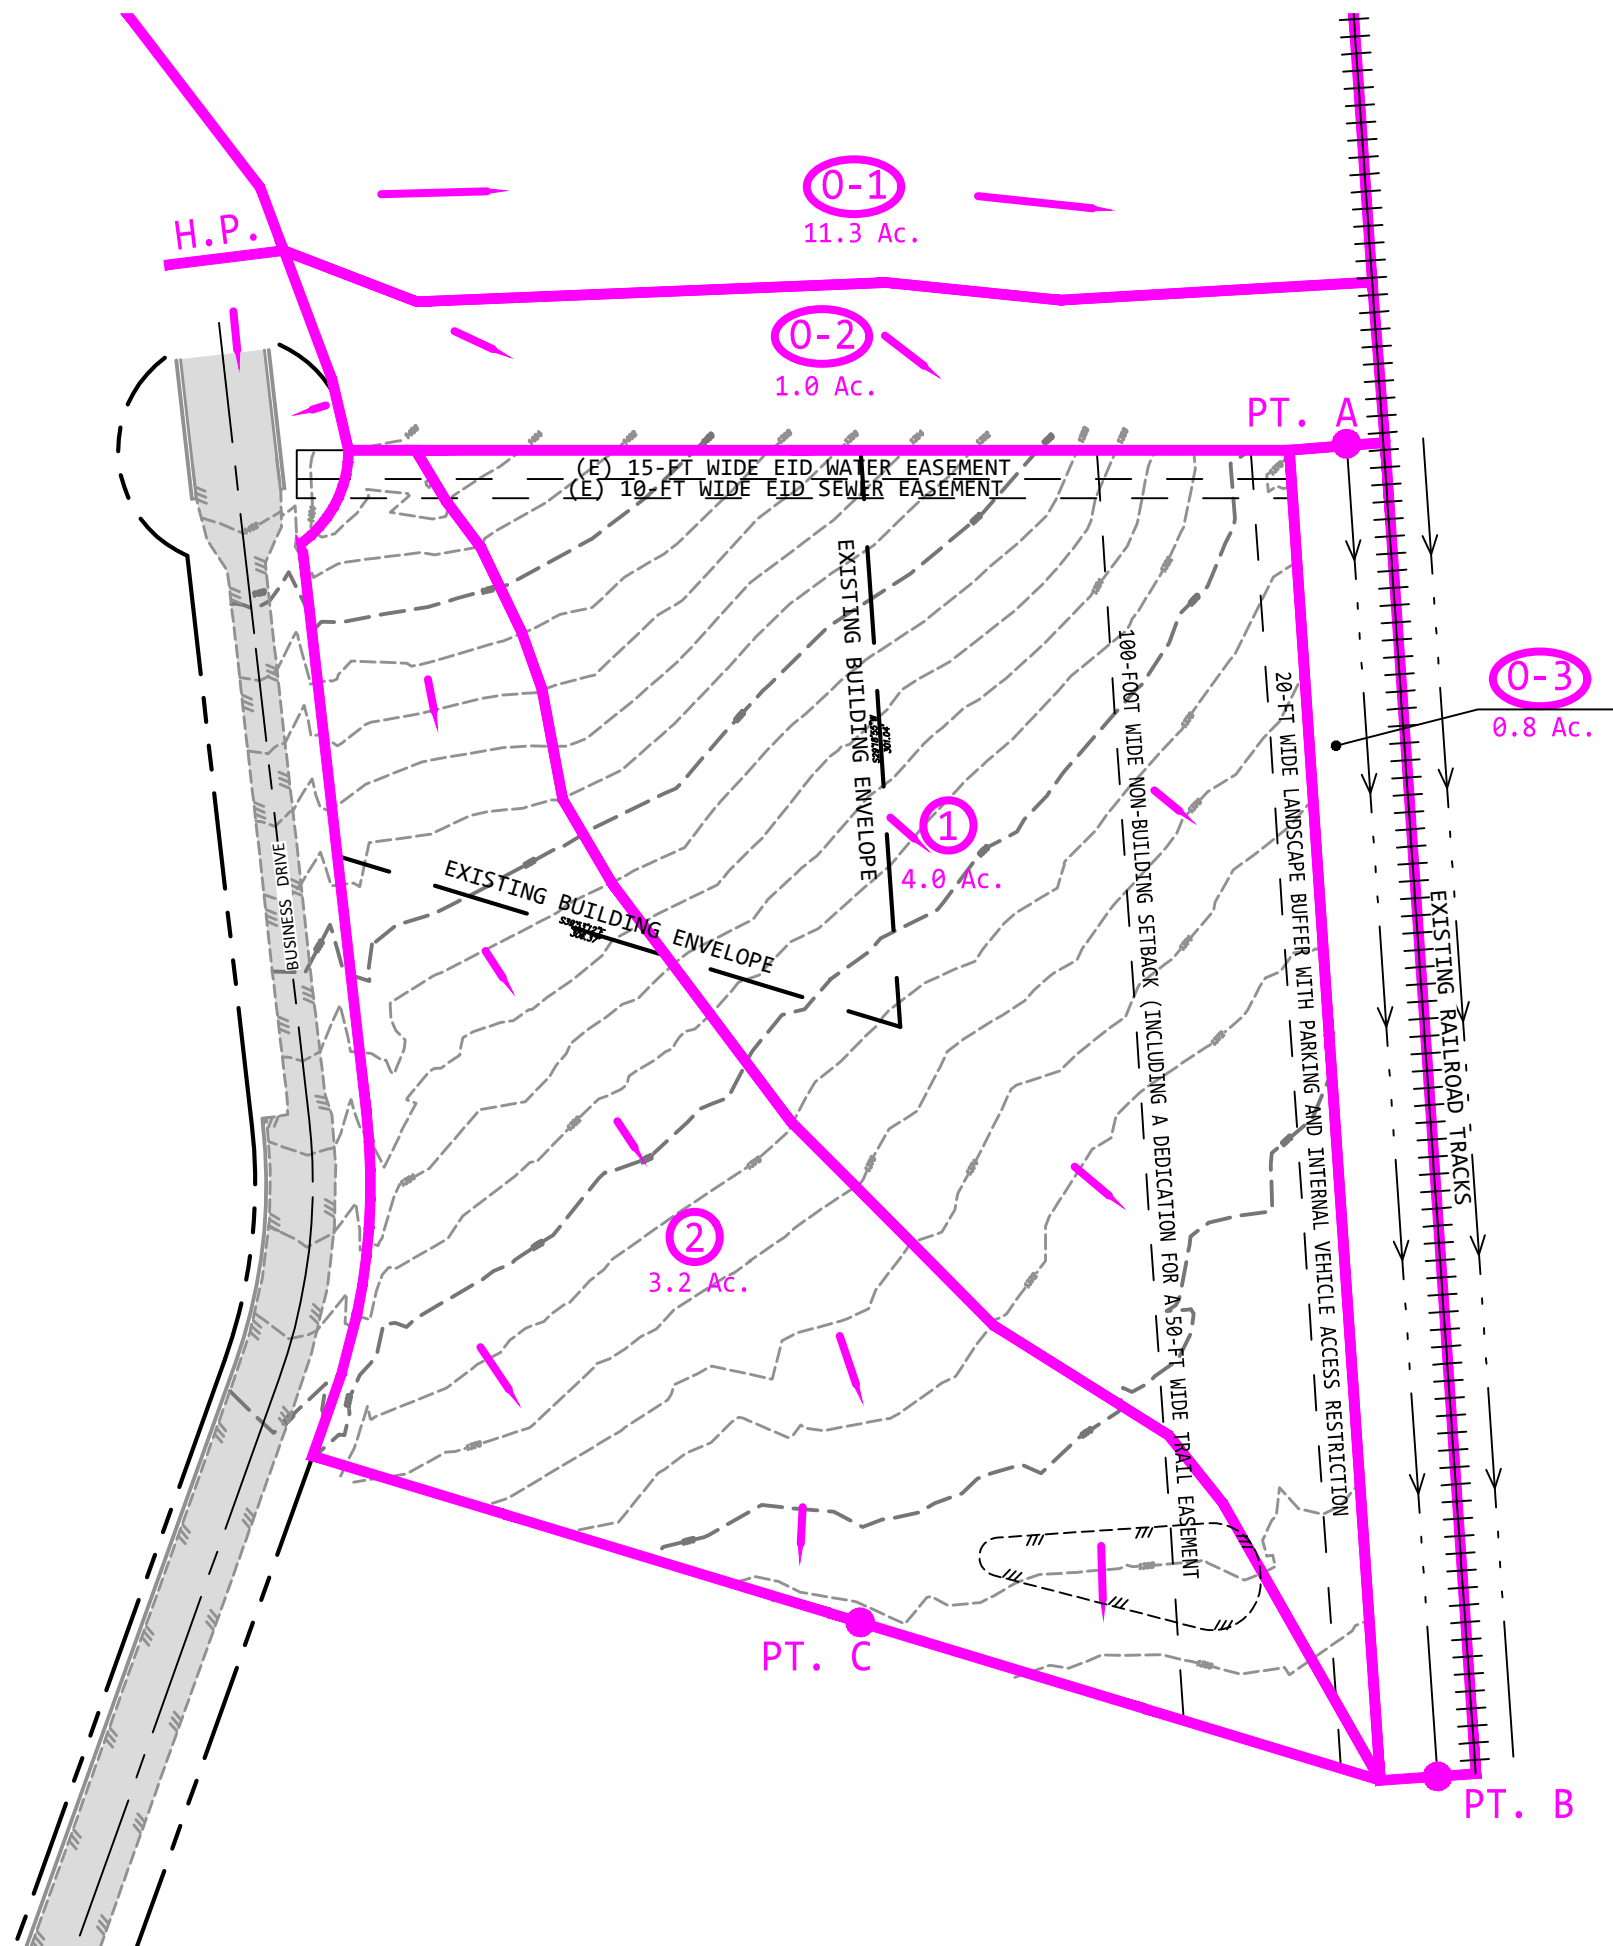 O-1
11.3 Ac.
H.P.
O-2
1.0 Ac.
PT. A
(E) 15-FT WIDE EID WATER EASEMENT
(E) 10-FT WIDE EID SEWER EASEMENT
EXISTING BUILDING ENVELOPE
100-FOOT WIDE NON-BUILDING SETBACK (INCLUDING A DEDICATION FOR A 50-FT WIDE TRAIL EASEMENT
20-FT WIDE LANDSCAPE BUFFER WITH PARKING AND INTERNAL VEHICLE ACCESS RESTRICTION
O-3
0.8 Ac.
1
4.0 Ac.
BUSINESS DRIVE
EXISTING BUILDING ENVELOPE
EXISTING RAILROAD TRACKS
2
3.2 Ac.
PT. C
PT. B